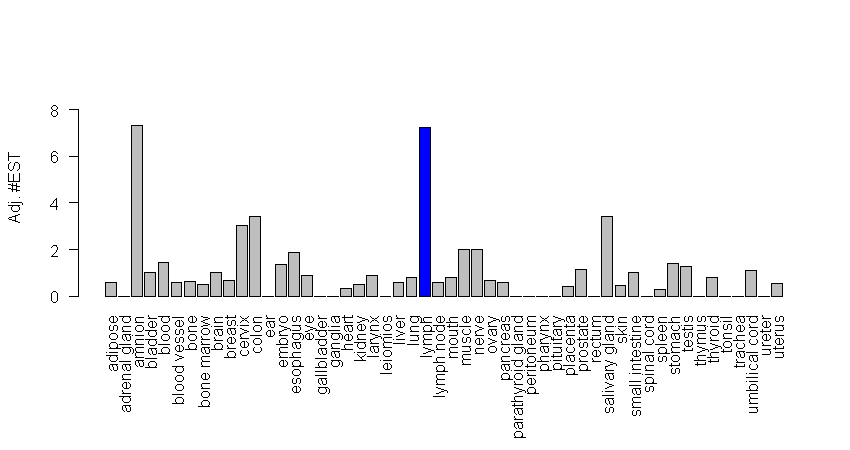 Adj. #EST
8
6
4
2
0
adipose
adrenal gland
amnion
bladder
blood
blood vessel
bone
bone marrow
brain
breast
cervix
colon
ear
embryo
esophagus
eye
gallbladder
ganglia
heart
kidney
larynx
leiomios
liver
lung
lymph
lymph node
mouth
muscle
nerve
ovary
pancreas
parathyroid gland
peritoneum
pharynx
pituitary
placenta
prostate
rectum
salivary gland
skin
small intestine
spinal cord
spleen
stomach
testis
thymus
thyroid
tonsil
trachea
umbilical cord
ureter
uterus